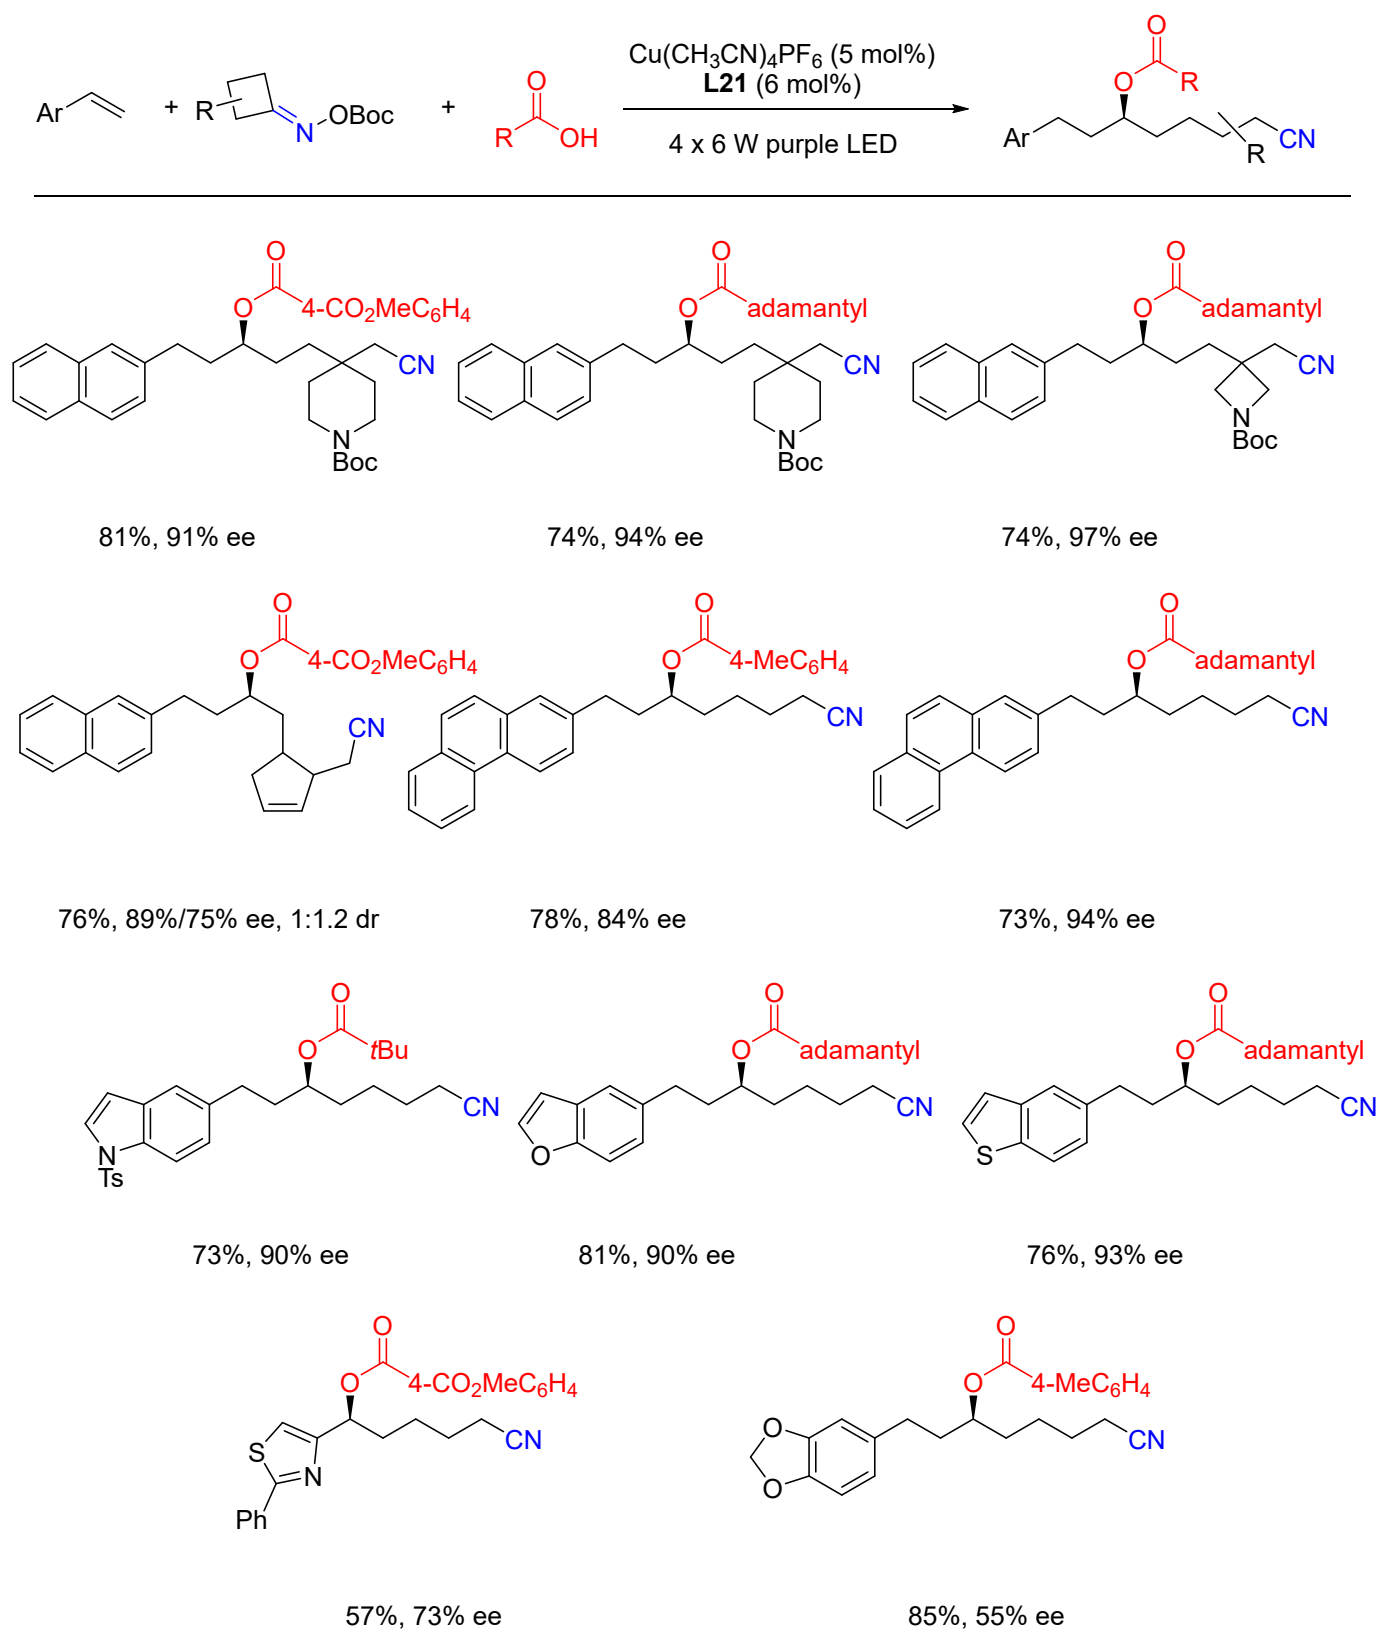 Ar
+
R
N
OBoc
+
O
R
OH
Cu(CH3CN)4PF6 (5 mol%)
L21 (6 mol%)
4 x 6 W purple LED
O
O
R
Ar
R
CN
O
O
4-CO2MeC6H4
CN
N
Boc
O
O
adamantyl
CN
N
Boc
O
O
adamantyl
CN
N
Boc
81%, 91% ee
74%, 94% ee
74%, 97% ee
O
O
4-CO2MeC6H4
CN
O
O
4-MeC6H4
CN
O
O
adamantyl
CN
76%, 89%/75% ee, 1:1.2 dr
78%, 84% ee
73%, 94% ee
O
O
tBu
CN
N
Ts
O
O
adamantyl
CN
O
O
O
adamantyl
CN
S
73%, 90% ee
81%, 90% ee
76%, 93% ee
O
O
4-CO2MeC6H4
CN
S
N
Ph
O
O
4-MeC6H4
O
O
CN
57%, 73% ee
85%, 55% ee